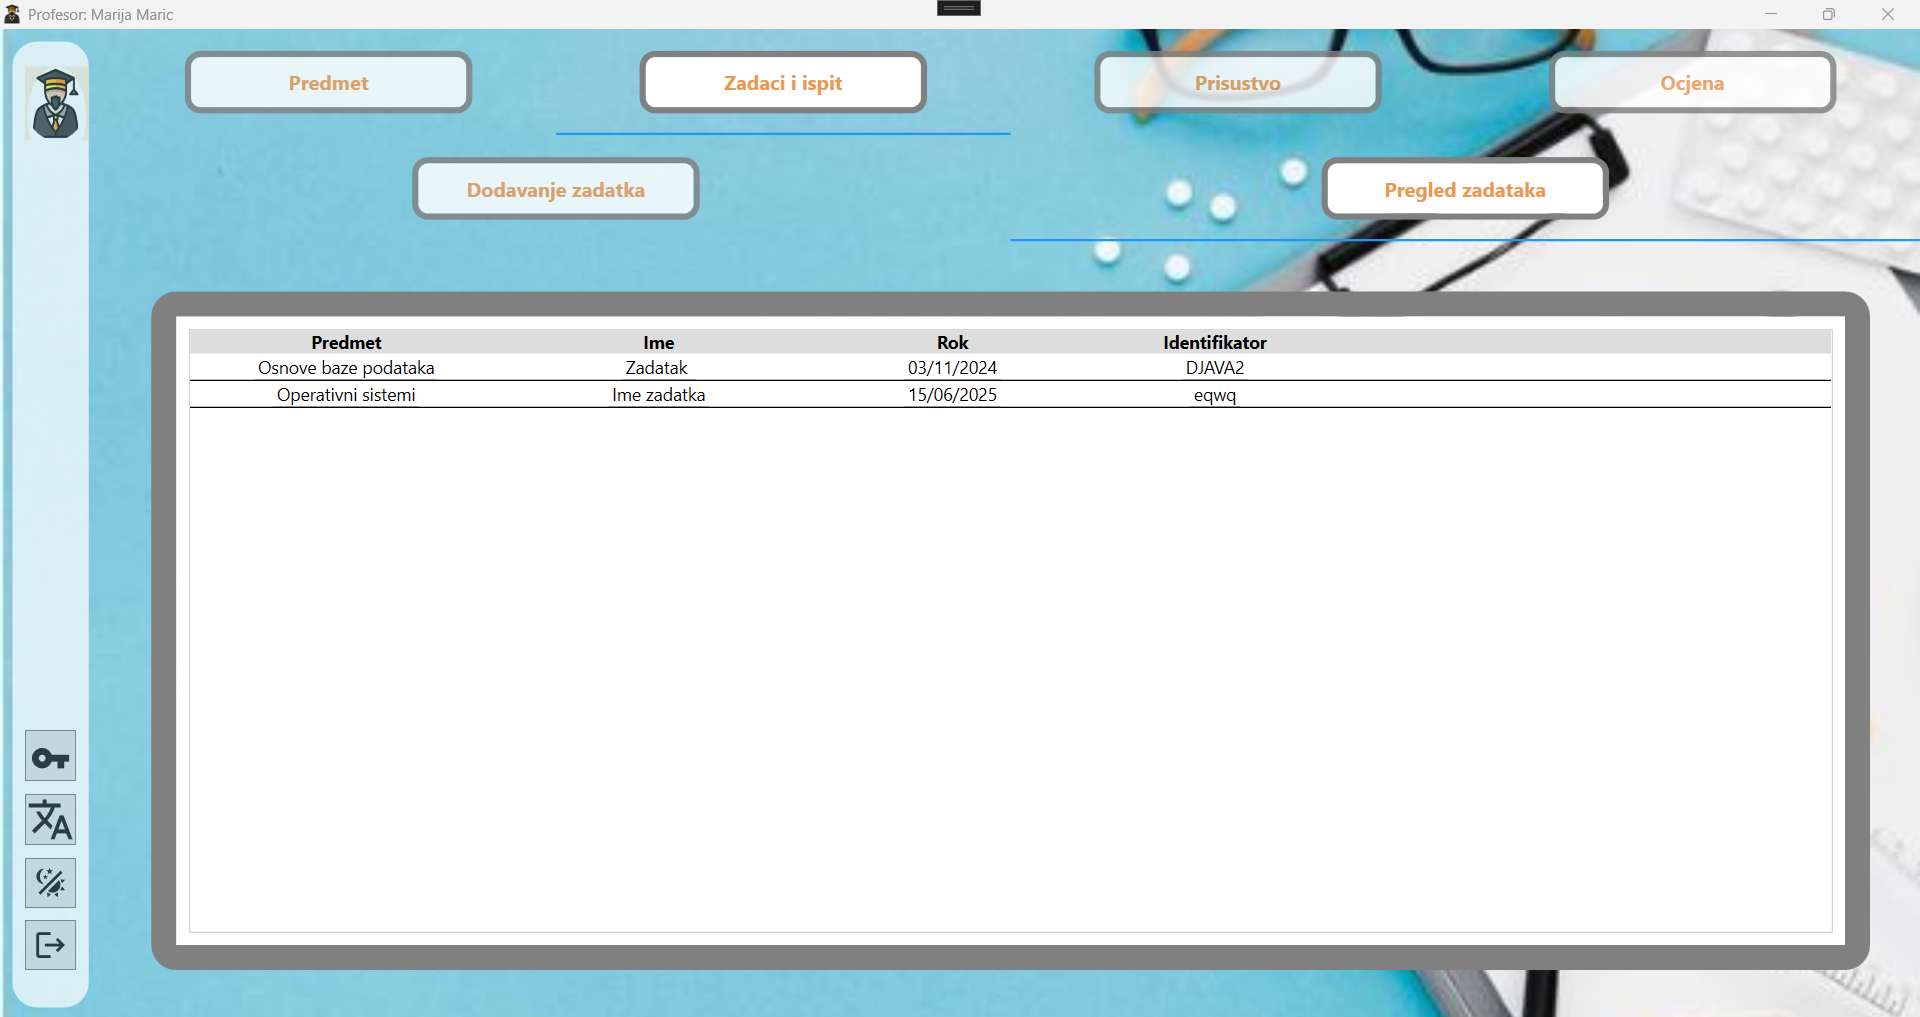 Profesor: Marija Maric
Predmet Zadaci i ispit Prisustvo Ocjena
Dodavanje zadatka Pregled zadataka
Predmet Ime Rok Identifikator
Osnove baze podataka Zadatak 03/11/2024 DJAVA2
Operativni sistemi Ime zadatka 15/06/2025 eqwq